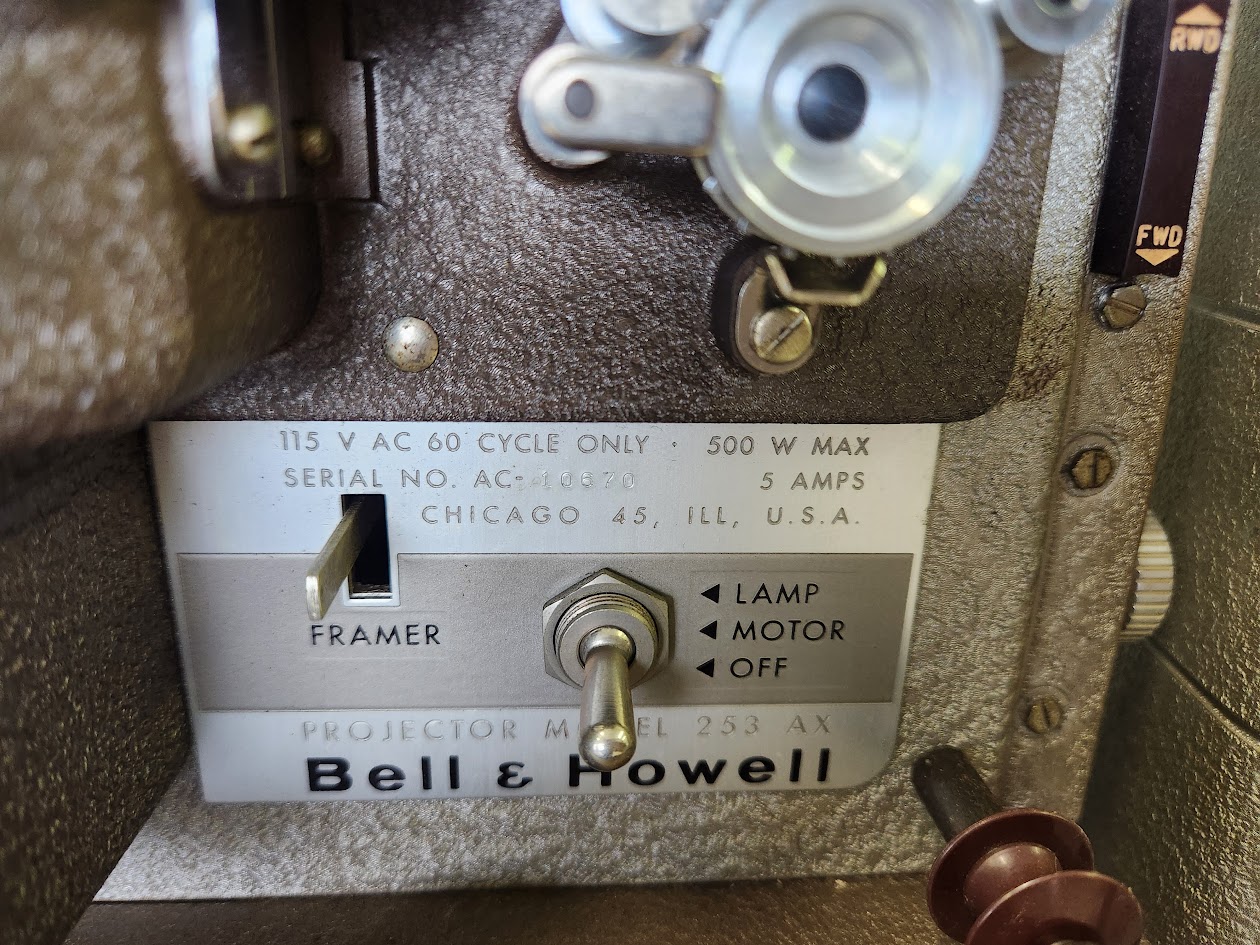 RWD
FWD
115 V AC 60 CYCLE ONLY · 500 W MAX
SERIAL NO. AC-10670 5 AMPS
CHICAGO 45, ILL, U.S.A.
LAMP
MOTOR
OFF
FRAMER
PROJECTOR 253 AX
Bell & Howell